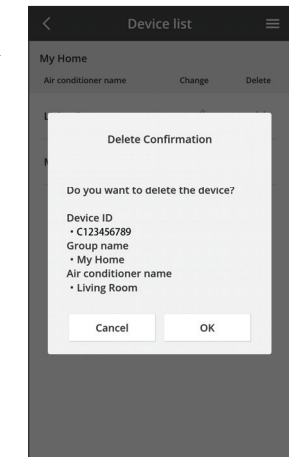 Device list
My Home
Air conditioner name Change Delete
L
M
Delete Confirmation
Do you want to delete the device?
Device ID
• C123456789
Group name
• My Home
Air conditioner name
• Living Room
Cancel OK